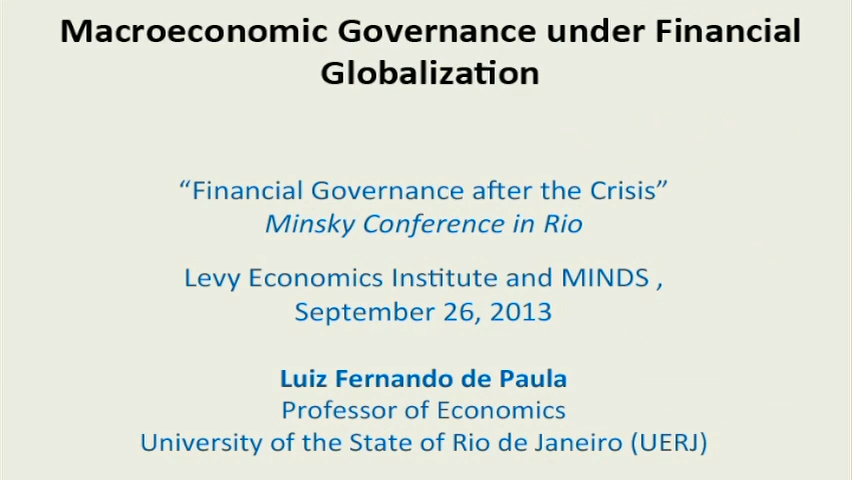 Macroeconomic Governance under Financial
Globalization
“Financial Governance after the Crisis”
Minsky Conference in Rio
Levy Economics Institute and MINDS ,
September 26, 2013
Luiz Fernando de Paula
Professor of Economics
University of the State of Rio de Janeiro (UERJ)